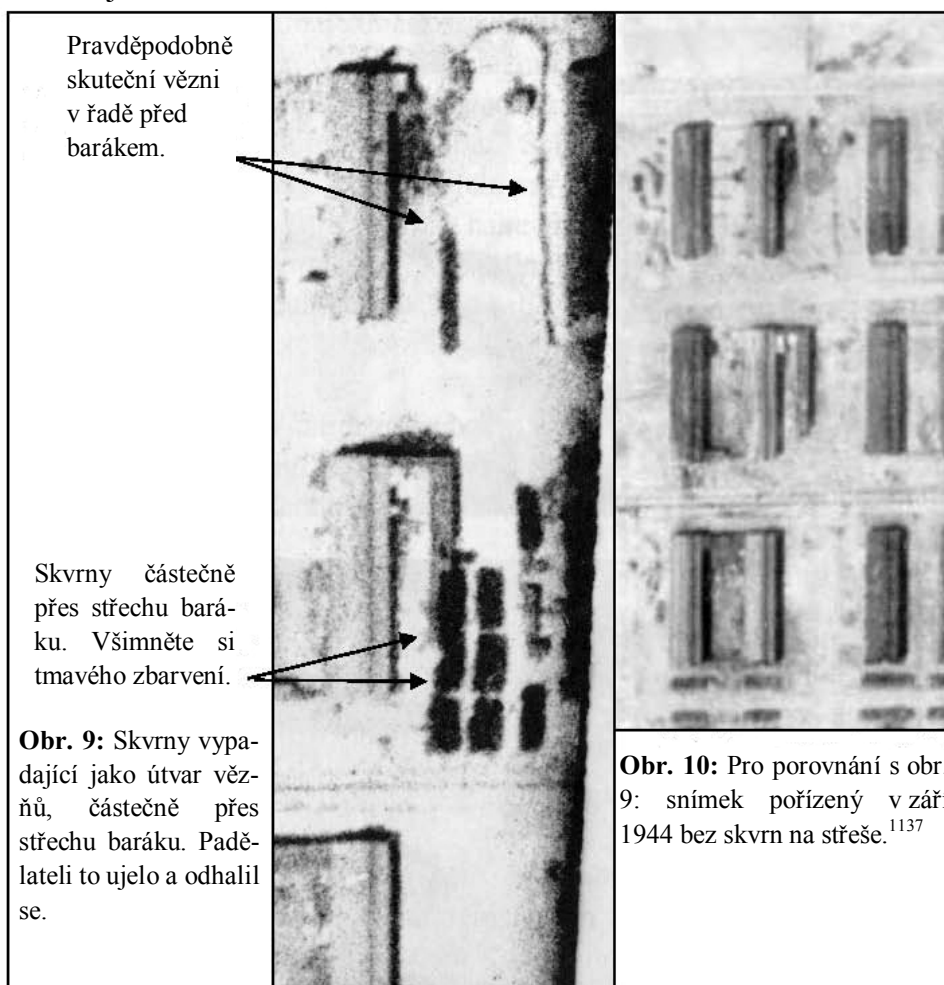 Pravděpodobně
skuteční vězni
v řadě před
barákem.
Skvrny částečně
přes střechu bará-
ku. Všimněte si
tmavého zbarvení.
Obr. 9: Skvrny vypa-
dající jako útvar věz-
ňů, částečně přes
střechu baráku. Padě-
lateli to ujelo a odhalil
se.
Obr. 10: Pro porovnání s obr.
9: snímek pořízený v září
1944 bez skvrn na střeše.1137